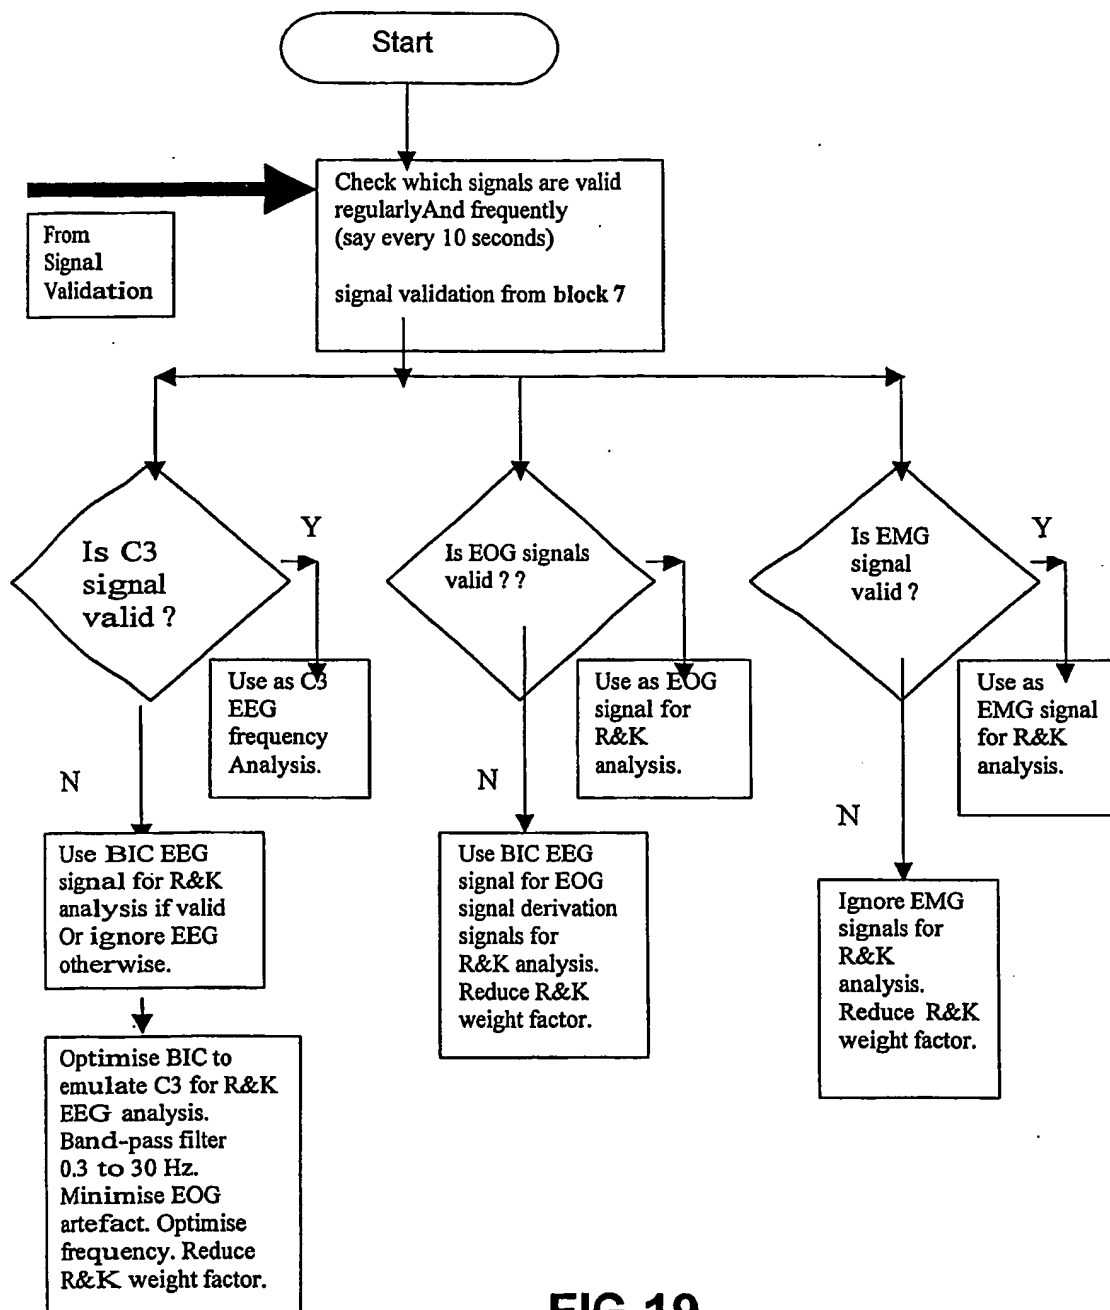 Start
Check which signals are valid
regularlyAnd frequently
(say every 10 seconds)
signal validation from block 7
From
Signal
Validation
Is C3
signal
valid ?
Y
Is EOG signals
valid ? ?
Is EMG
signal
valid ?
Y
Use as C3
EEG
frequency
Analysis.
Use as EOG
signal for
R&K
analysis.
Use as
EMG signal
for R&K
analysis.
N
N
N
Use BIC EEG
signal for R&K
analysis if valid
Or ignore EEG
otherwise.
Use BIC EEG
signal for EOG
signal derivation
signals for
R&K analysis.
Reduce R&K
weight factor.
Ignore EMG
signals for
R&K
analysis.
Reduce R&K
weight factor.
Optimise BIC to
emulate C3 for R&K
EEG analysis.
Band-pass filter
0.3 to 30 Hz.
Minimise EOG
artefact. Optimise
frequency. Reduce
R&K weight factor.
FIG 19